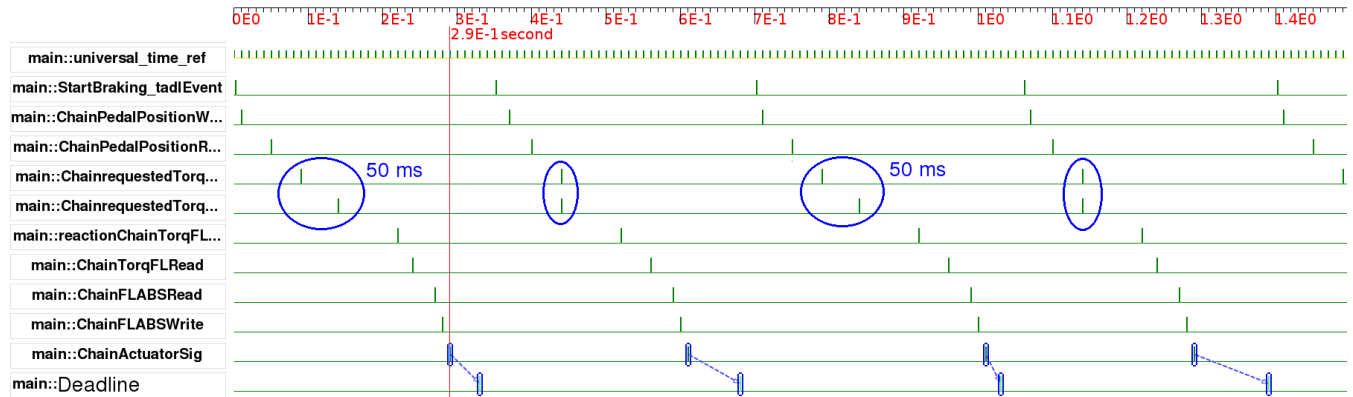 0E0 1E-1 2E-1 3E-1 4E-1 5E-1 6E-1 7E-1 8E-1 9E-1 1E0 1.1E0 1.2E0 1.3E0 1.4E0
2.9E-1second
main::universal_time_ref
main::StartBraking_tadlEvent
main::ChainPedalPositionW...
main::ChainPedalPositionR...
main::ChainrequestedTorq... 50 ms 50 ms
main::ChainrequestedTorq...
main::reactionChainTorqFL...
main::ChainTorqFLRead
main::ChainFLABSRead
main::ChainFLABSWrite
main::ChainActuatorSig
main::Deadline